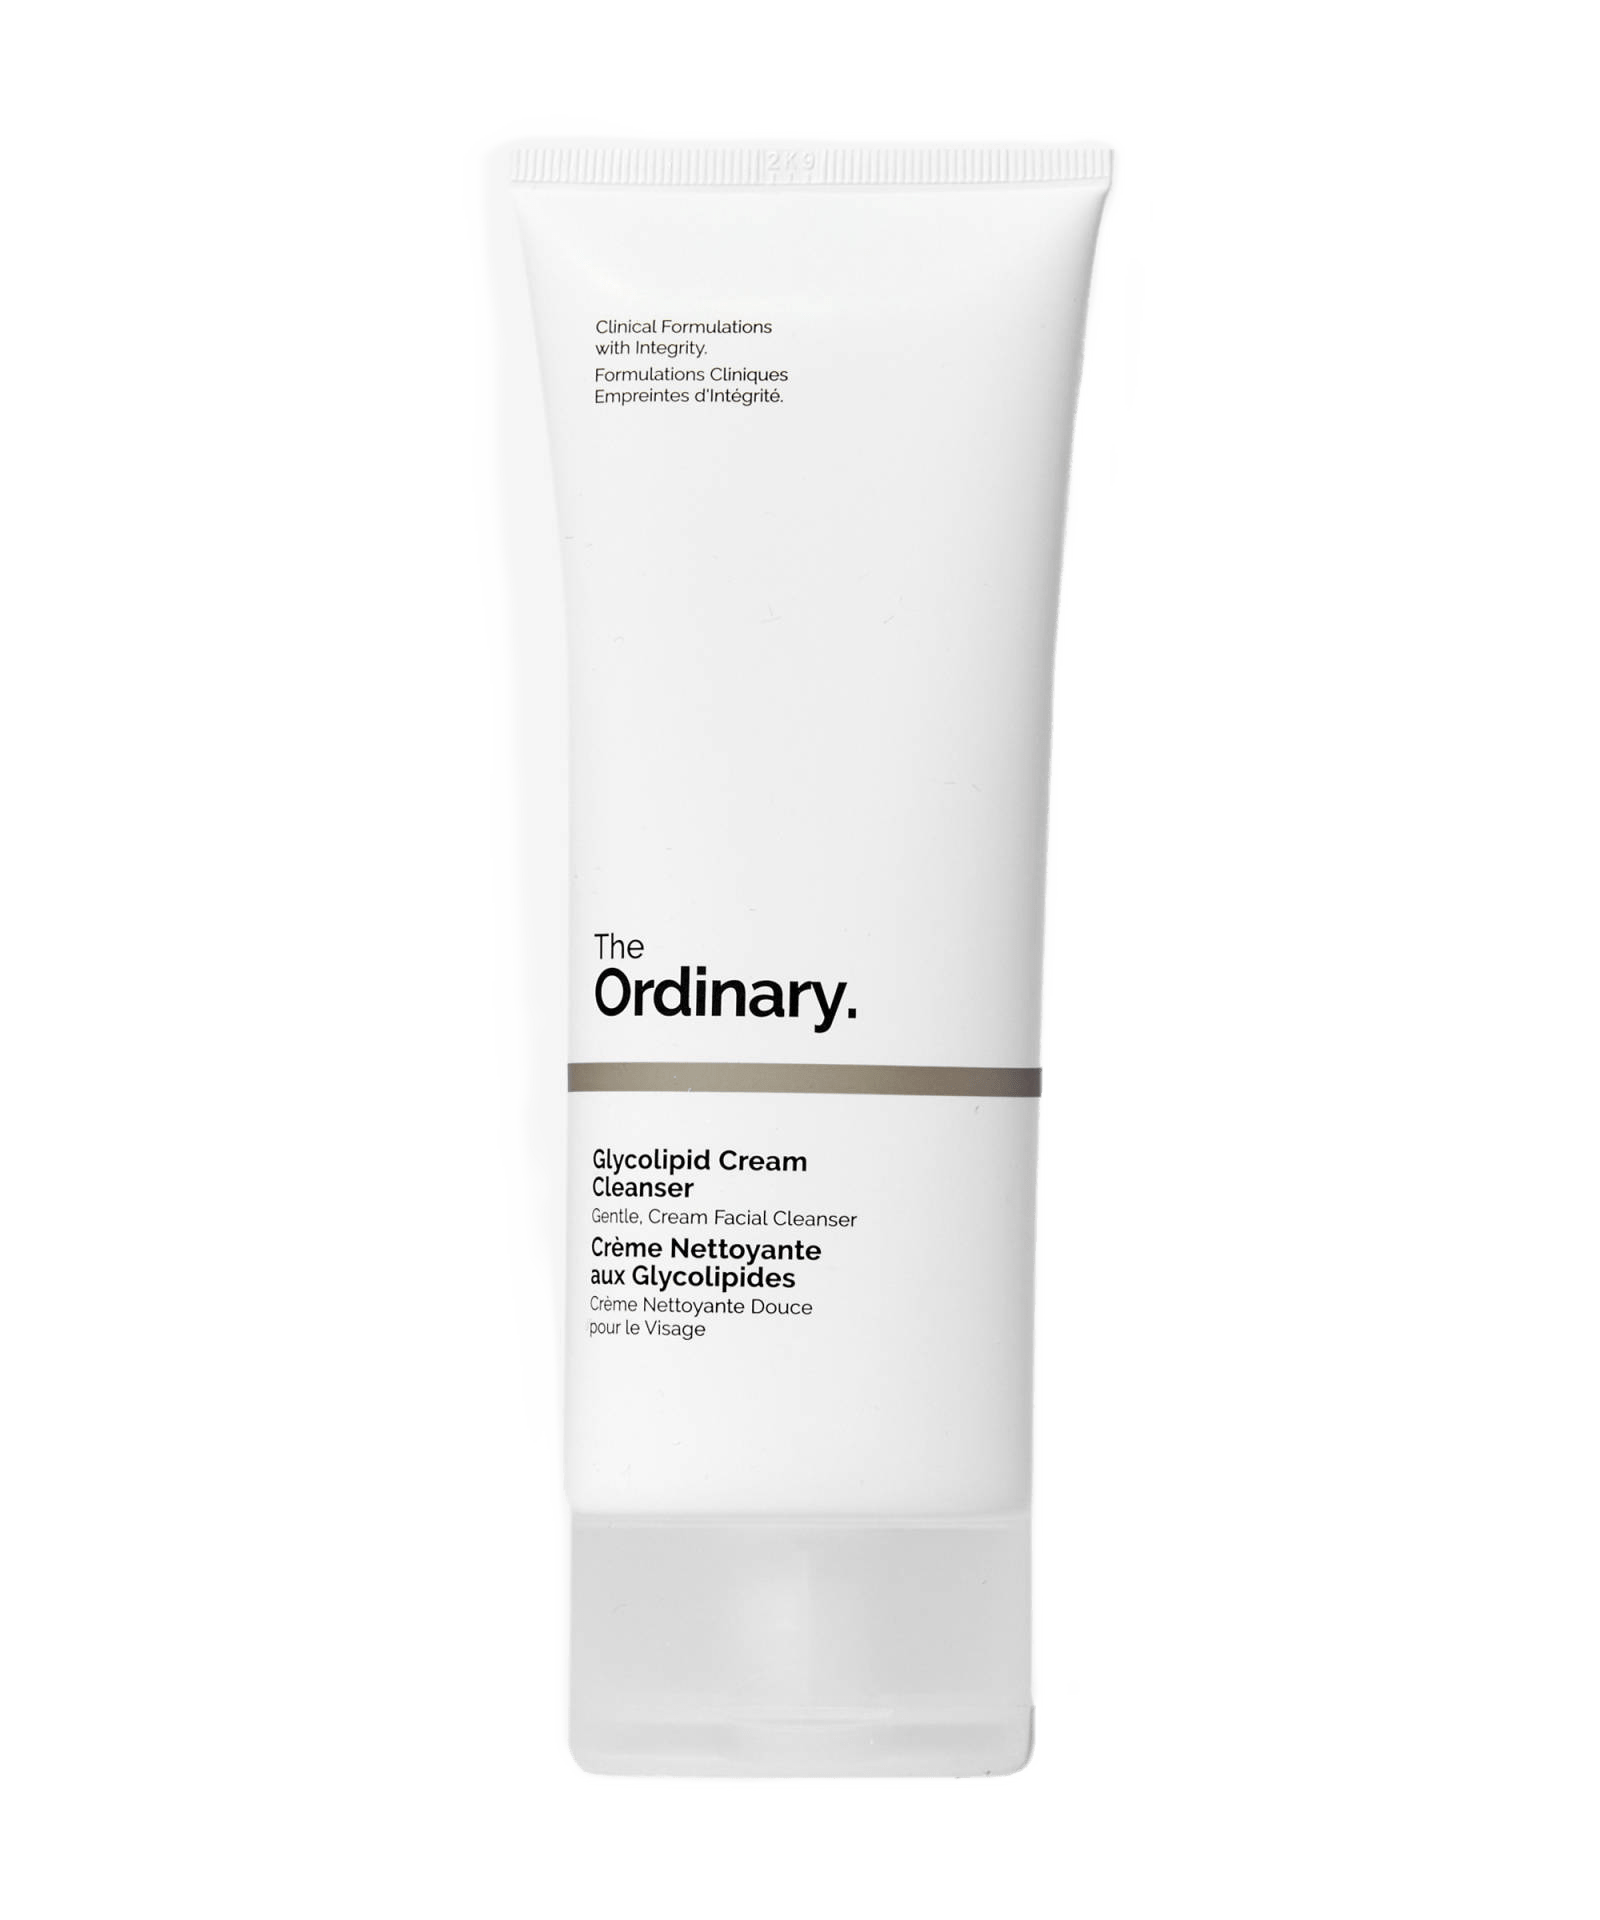 2K9
Clinical Formulations
with Integrity.
Formulations Cliniques
Empreintes d'Intégrité.
The
Ordinary.
Glycolipid Cream
Cleanser
Gentle, Cream Facial Cleanser
Crème Nettoyante
aux Glycolipides
Crème Nettoyante Douce
pour le Visage